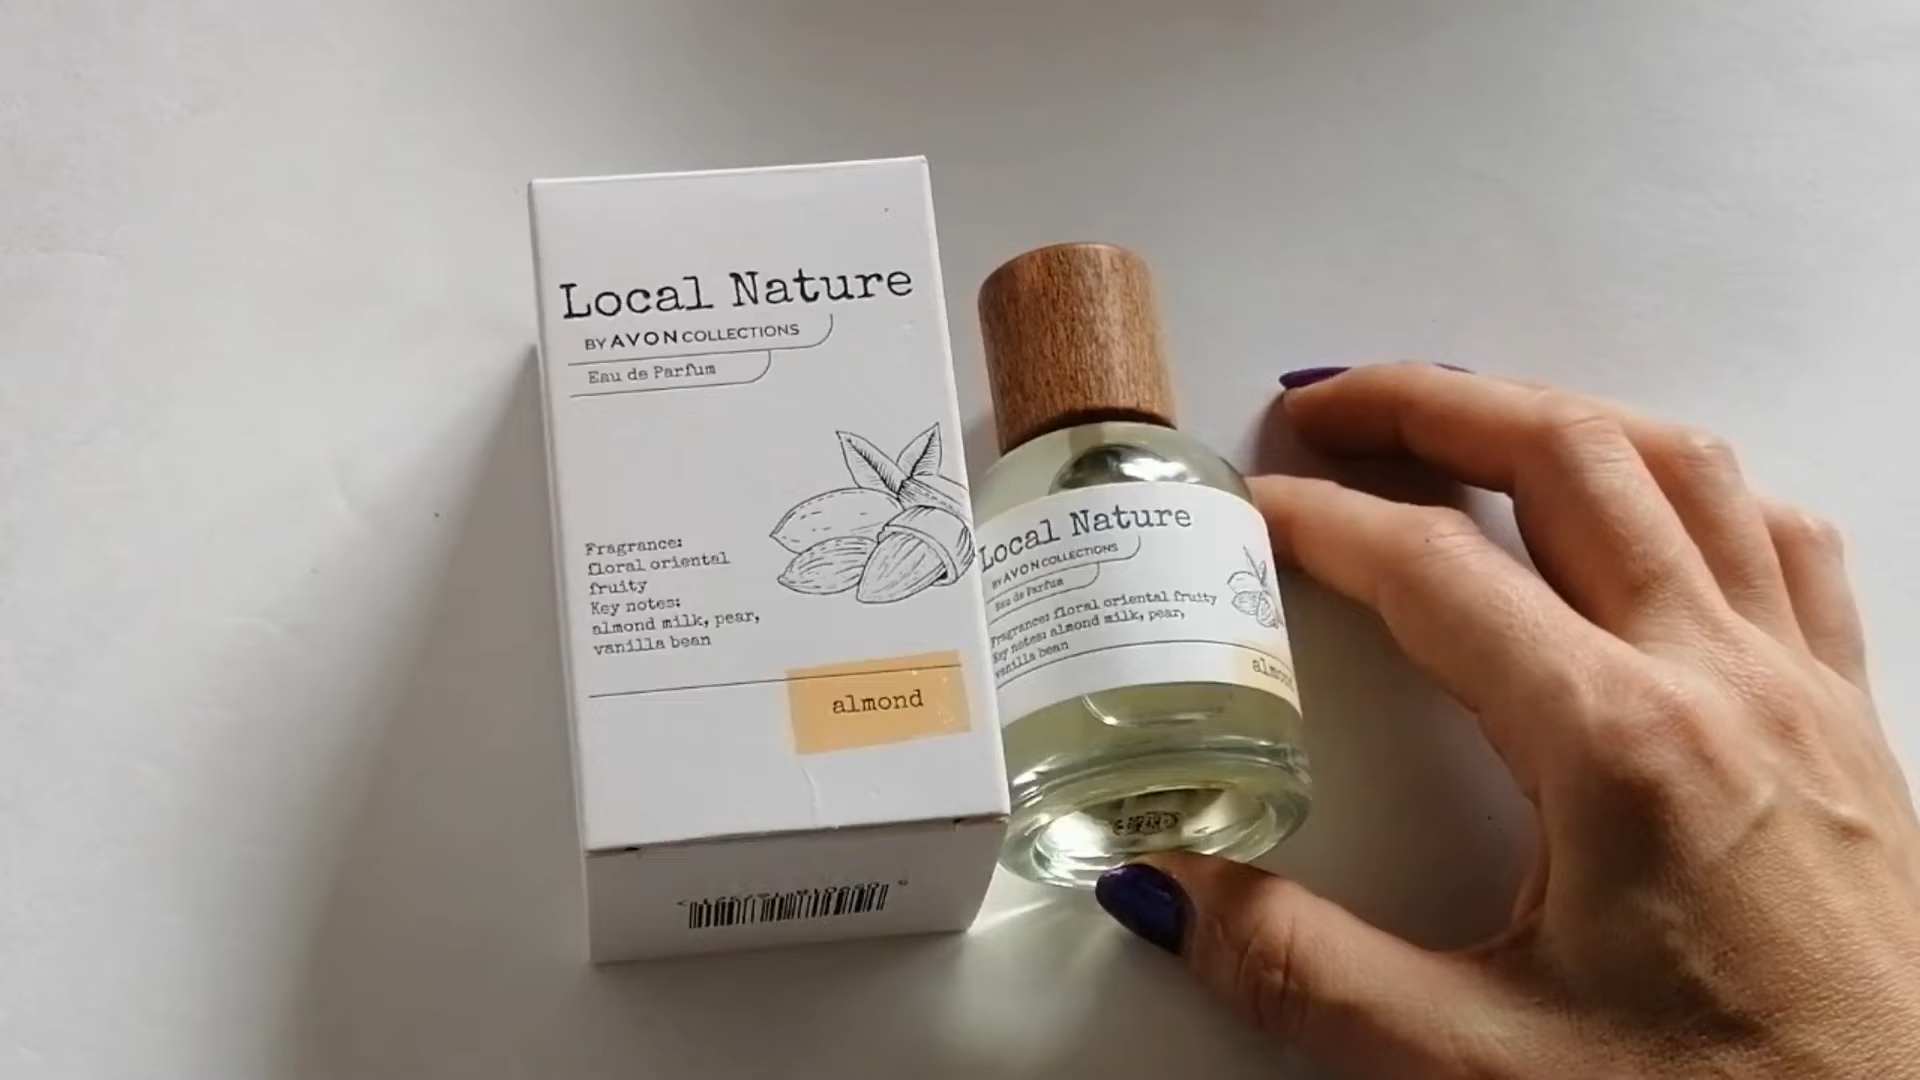 Local Nature
BY AVON COLLECTIONS
Eau de Parfum
Fragrance:
floral oriental
fruity
Key notes:
almond milk, pear,
vanilla bean
almond
Local Nature
BY AVON COLLECTIONS
Eau de Parfum
Fragrance: floral oriental fruity
Key notes: almond milk, pear,
vanilla bean
almond